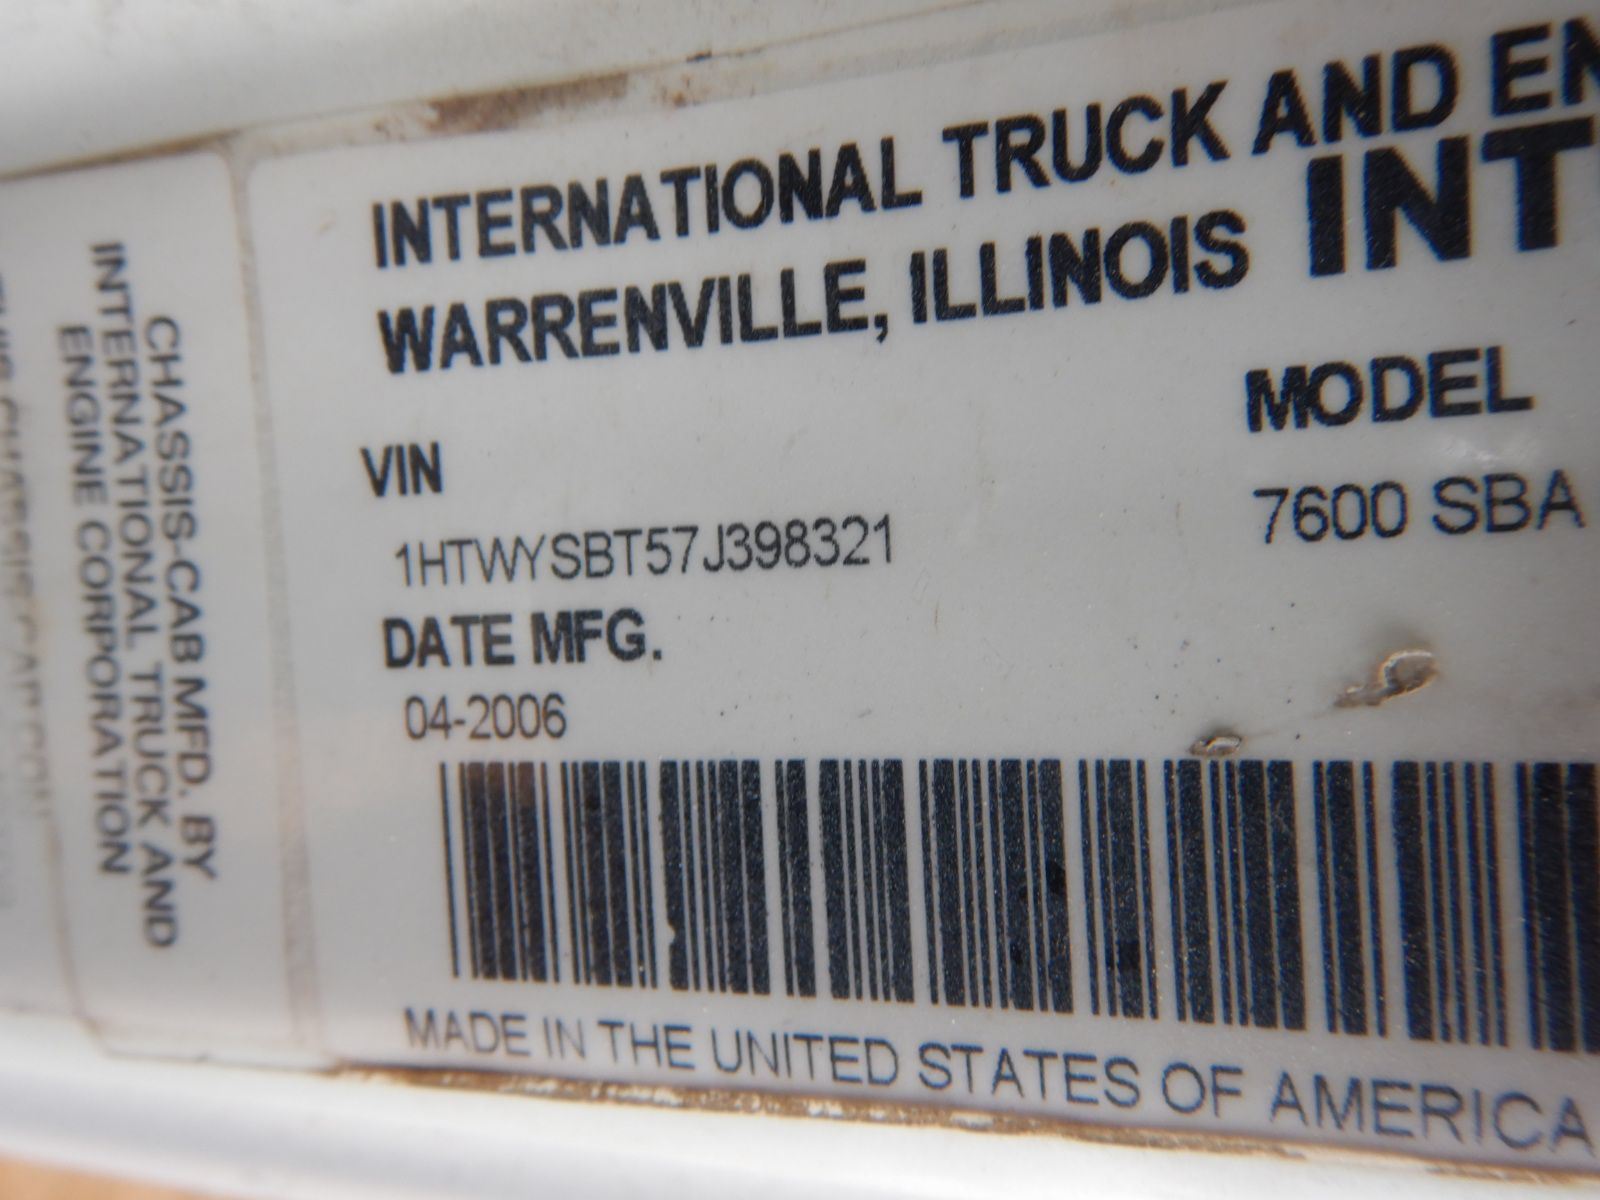 INTERNATIONAL TRUCK AND EN
WARRENVILLE, ILLINOIS INT
VIN
MODEL
1HTWYSBT57J398321
7600 SBA
DATE MFG.
04-2006
MADE IN THE UNITED STATES OF AMERICA
CHASSIS-CAB MFD. BY
INTERNATIONAL TRUCK AND
ENGINE CORPORATION